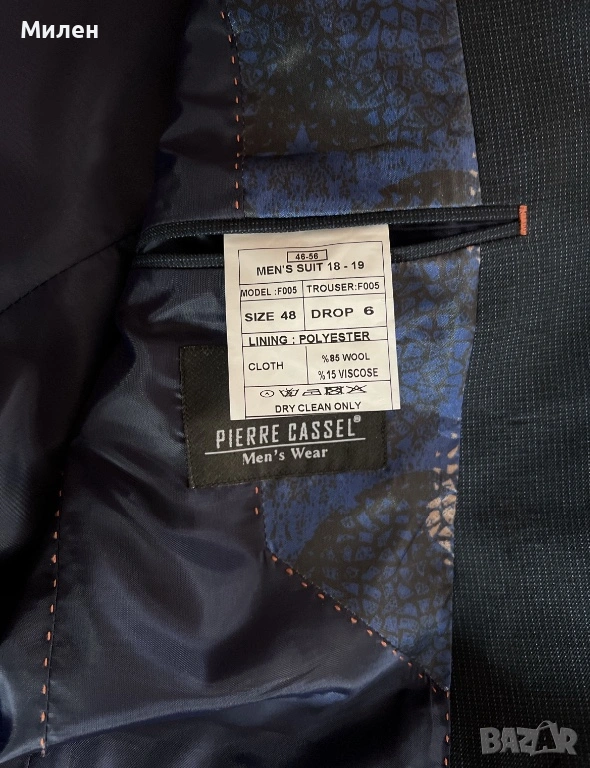 Милен
46-56
MEN'S SUIT 18 - 19
MODEL :F005 TROUSER:F005
SIZE 48 DROP 6
LINING : POLYESTER
CLOTH %85 WOOL
%15 VISCOSE
DRY CLEAN ONLY
PIERRE CASSEL®
Men's Wear
BAZAR